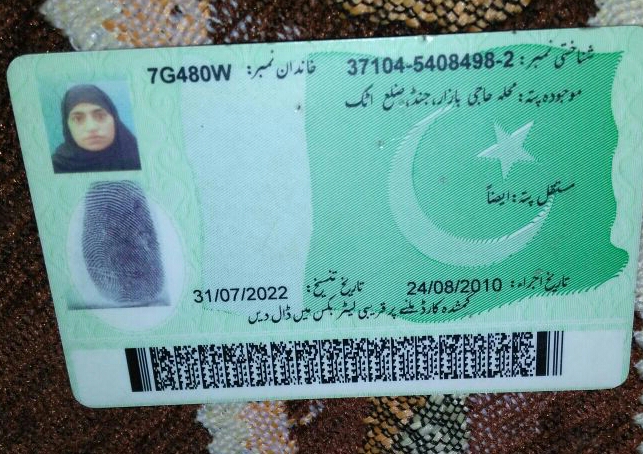 شناختی نمبر: 37104-5408498-2 خاندان نمبر: 7G480W
موجودہ پتہ: محلہ حاجی بازار، جنڈ، ضلع اٹک
مستقل پتہ: ایضاً
تاریخ اجراء: 24/08/2010 تاریخ تنسیخ: 31/07/2022
گمشدہ کارڈ ملنے پر قریبی لیٹر بکس میں ڈال دیں